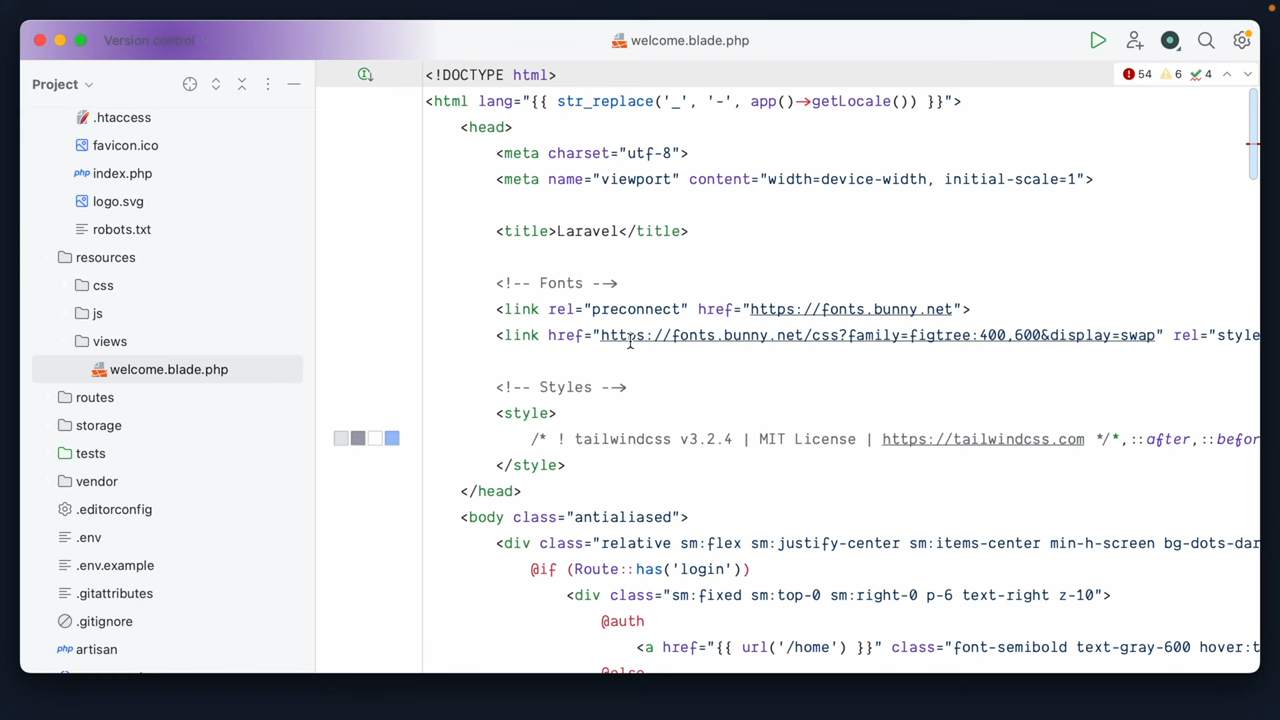 Version control
welcome.blade.php
Project
54 6 4
.htaccess
favicon.ico
php index.php
logo.svg
robots.txt
resources
css
js
views
welcome.blade.php
routes
storage
tests
vendor
.editorconfig
.env
.env.example
.gitattributes
.gitignore
php artisan
<!DOCTYPE html>
<html lang="{{ str_replace('_', '-', app()->getLocale()) }}">
<head>
<meta charset="utf-8">
<meta name="viewport" content="width=device-width, initial-scale=1">
<title>Laravel</title>
<!-- Fonts -->
<link rel="preconnect" href="https://fonts.bunny.net">
<link href="https://fonts.bunny.net/css?family=figtree:400,600&display=swap" rel="style
<!-- Styles -->
<style>
/* ! tailwindcss v3.2.4 | MIT License | https://tailwindcss.com */*,::after,::befor
</style>
</head>
<body class="antialiased">
<div class="relative sm:flex sm:justify-center sm:items-center min-h-screen bg-dots-dar
@if (Route::has('login'))
<div class="sm:fixed sm:top-0 sm:right-0 p-6 text-right z-10">
@auth
<a href="{{ url('/home') }}" class="font-semibold text-gray-600 hover:t